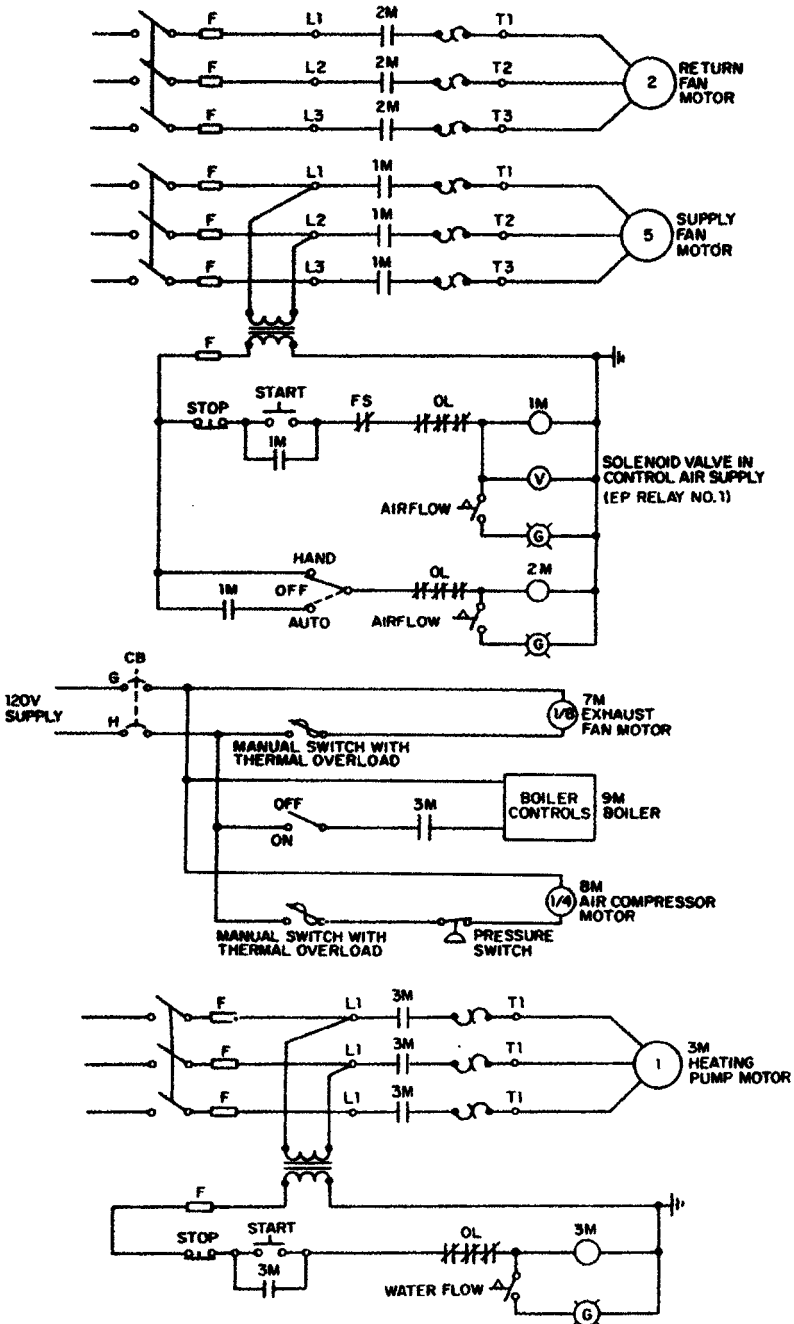 F L1 2M T1
F L2 2M T2
2 RETURN
FAN
MOTOR
F L3 2M T3
F L1 1M T1
F L2 1M T2
5 SUPPLY
FAN
MOTOR
F L3 1M T3
F
STOP START FS OL 1M
1M
V SOLENOID VALVE IN
CONTROL AIR SUPPLY
(EP RELAY NO.1)
AIRFLOW
G
HAND OL 2M
1M OFF
AUTO AIRFLOW
G
CB
G
120V
SUPPLY
H
1/8 7M
EXHAUST
FAN MOTOR
MANUAL SWITCH WITH
THERMAL OVERLOAD
OFF 3M
ON
BOILER
CONTROLS
9M
BOILER
1/4 8M
AIR COMPRESSOR
MOTOR
MANUAL SWITCH WITH
THERMAL OVERLOAD
PRESSURE
SWITCH
F L1 3M T1
F L1 3M T1
1 3M
HEATING
PUMP MOTOR
F L1 3M T1
F
STOP START OL 3M
3M
WATER FLOW
G